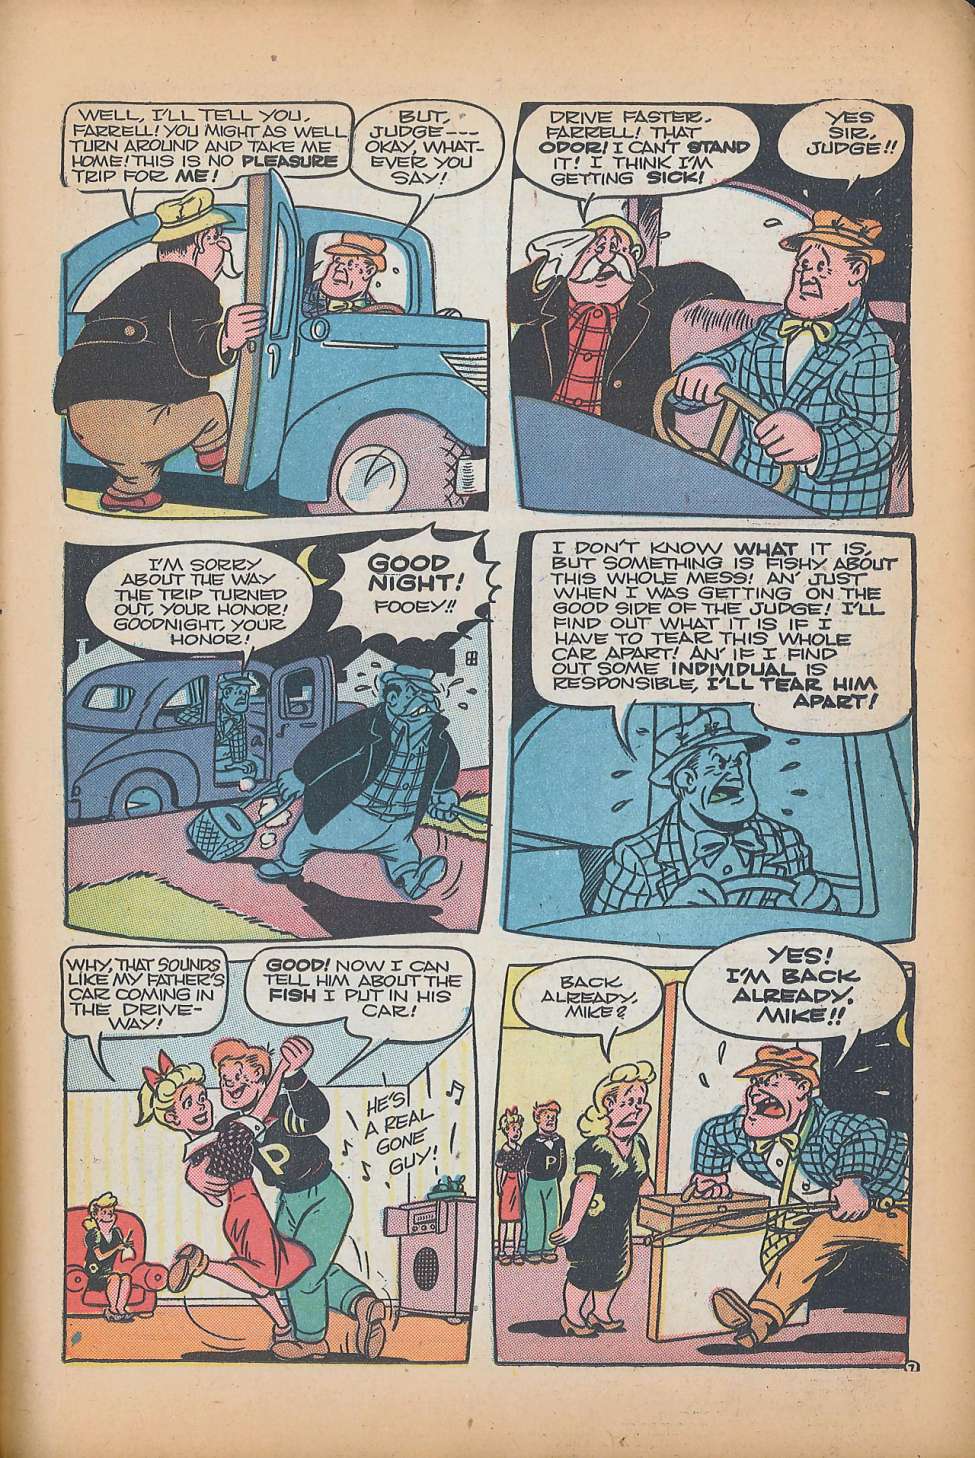 WELL, I'LL TELL YOU,
FARRELL! YOU MIGHT AS WELL
TURN AROUND AND TAKE ME
HOME! THIS IS NO PLEASURE
TRIP FOR ME!
BUT,
JUDGE---
OKAY, WHAT-
EVER YOU
SAY!
DRIVE FASTER,
FARRELL! THAT
ODOR! I CAN'T STAND
IT! I THINK I'M
GETTING SICK!
YES
SIR,
JUDGE!!
I'M SORRY
ABOUT THE WAY
THE TRIP TURNED
OUT, YOUR HONOR!
GOODNIGHT, YOUR
HONOR!
GOOD
NIGHT!
FOOEY!!
I DON'T KNOW WHAT IT IS,
BUT SOMETHING IS FISHY ABOUT
THIS WHOLE MESS! AN' JUST
WHEN I WAS GETTING ON THE
GOOD SIDE OF THE JUDGE! I'LL
FIND OUT WHAT IT IS IF I
HAVE TO TEAR THIS WHOLE
CAR APART! AN' IF I FIND
OUT SOME INDIVIDUAL IS
RESPONSIBLE, I'LL TEAR HIM
APART!
WHY, THAT SOUNDS
LIKE MY FATHER'S
CAR COMING IN
THE DRIVE-
WAY!
GOOD! NOW I CAN
TELL HIM ABOUT THE
FISH I PUT IN HIS
CAR!
HE'S
A REAL
GONE
GUY!
P
BACK
ALREADY,
MIKE?
YES!
I'M BACK
ALREADY,
MIKE!!
P
7